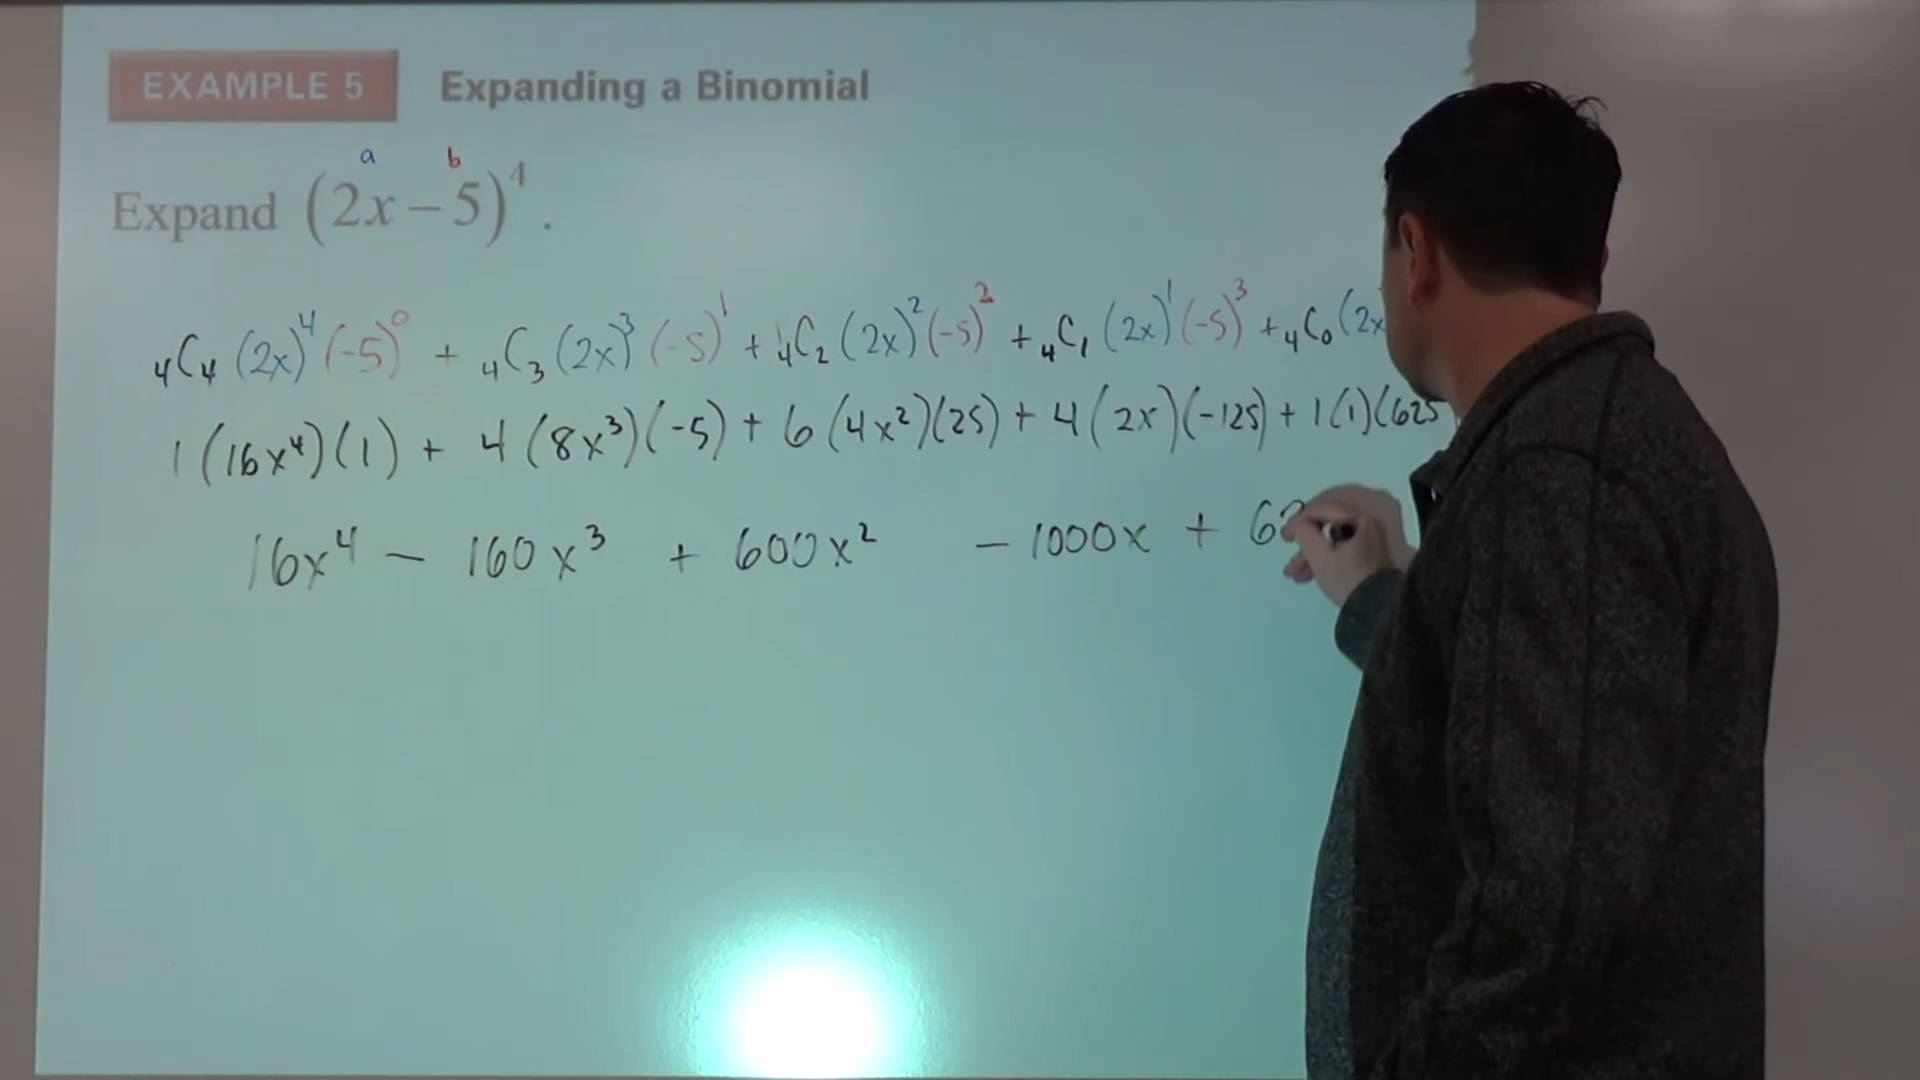 EXAMPLE 5 Expanding a Binomial
a b
Expand (2x – 5)⁴ .
₄C₄ (2x)⁴ (-5)⁰ + ₄C₃ (2x)³ (-5)¹ + ₄C₂ (2x)² (-5)² + ₄C₁ (2x)¹ (-5)³ + ₄C₀ (2x
1 (16x⁴) (1) + 4 (8x³) (-5) + 6 (4x²) (25) + 4 (2x) (-125) + 1 (1) (625
16x⁴ – 160x³ + 600x² – 1000x + 6